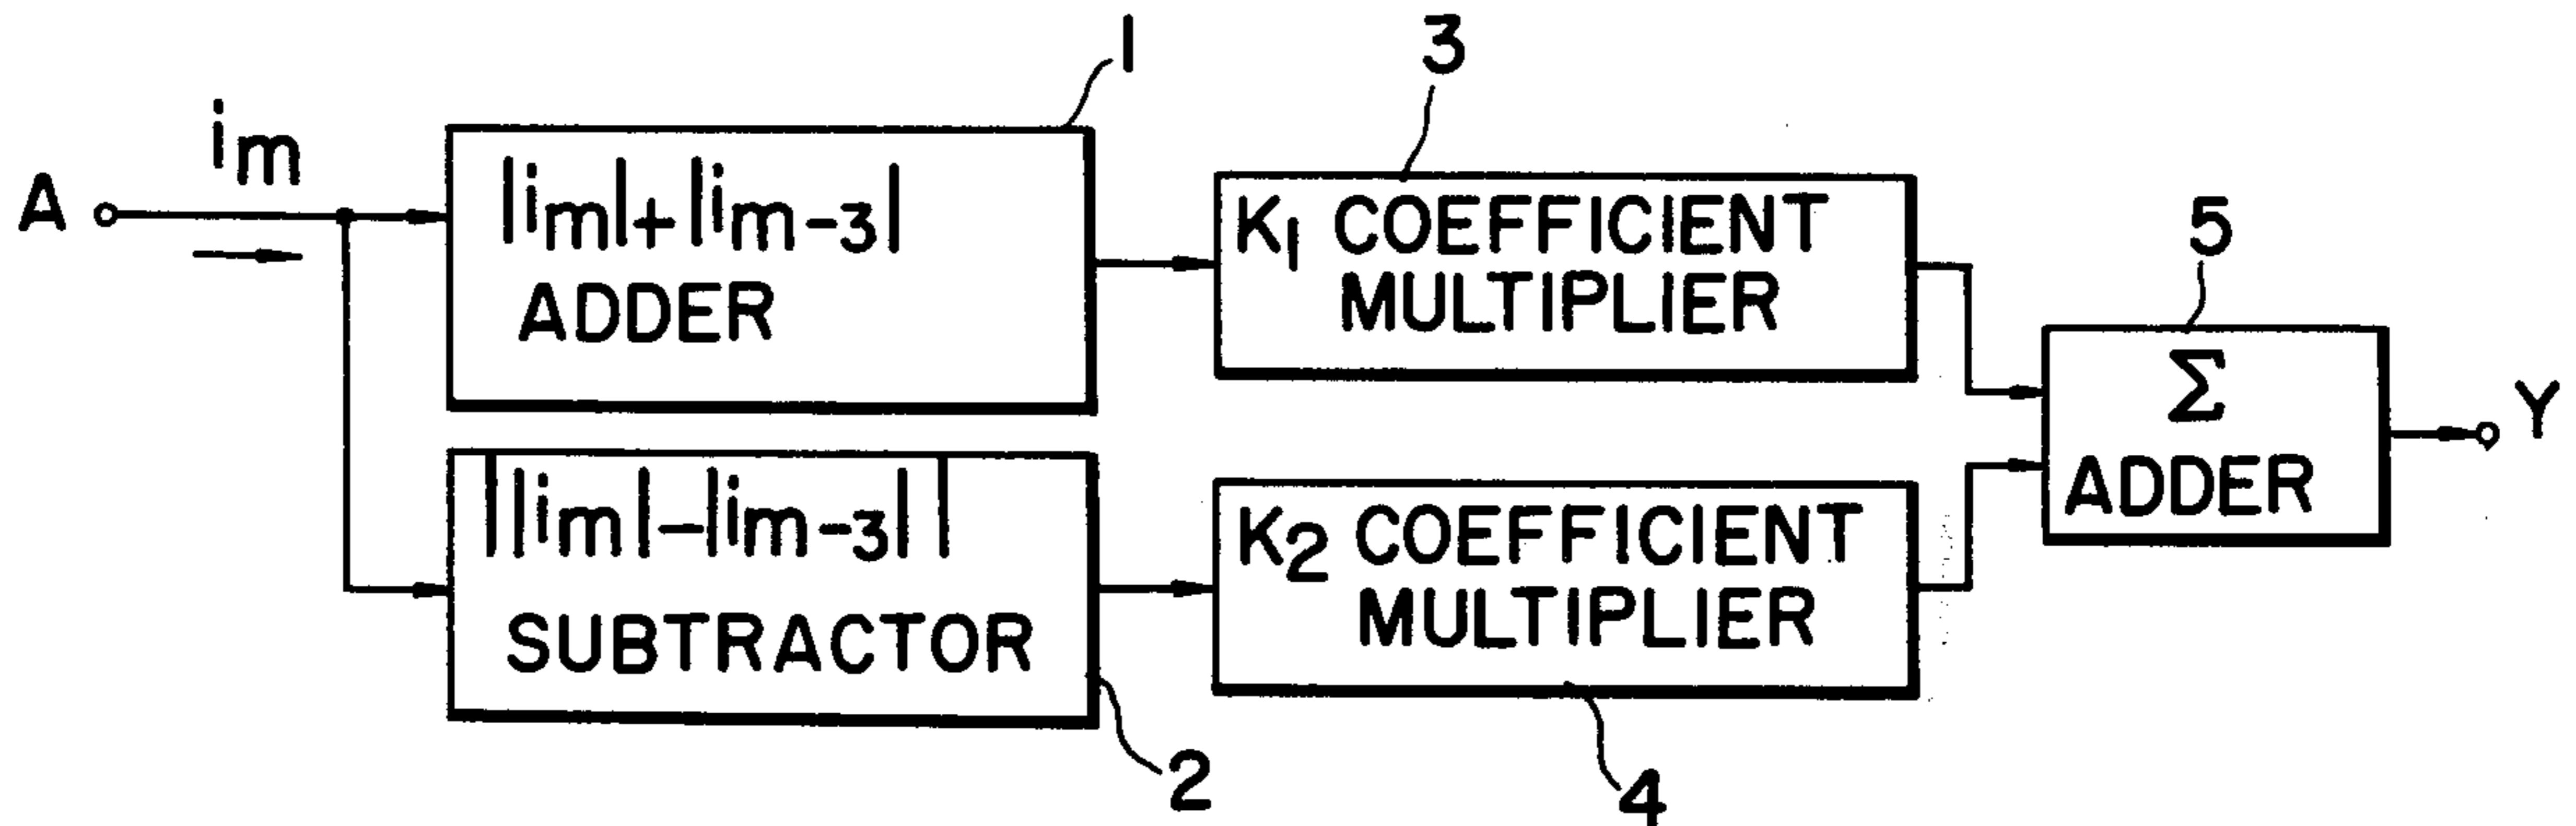 A
im
1
|im|+|im-3|
ADDER
3
K1 COEFFICIENT
MULTIPLIER
5
Σ
ADDER
Y
||im|-|im-3||
SUBTRACTOR
2
K2 COEFFICIENT
MULTIPLIER
4